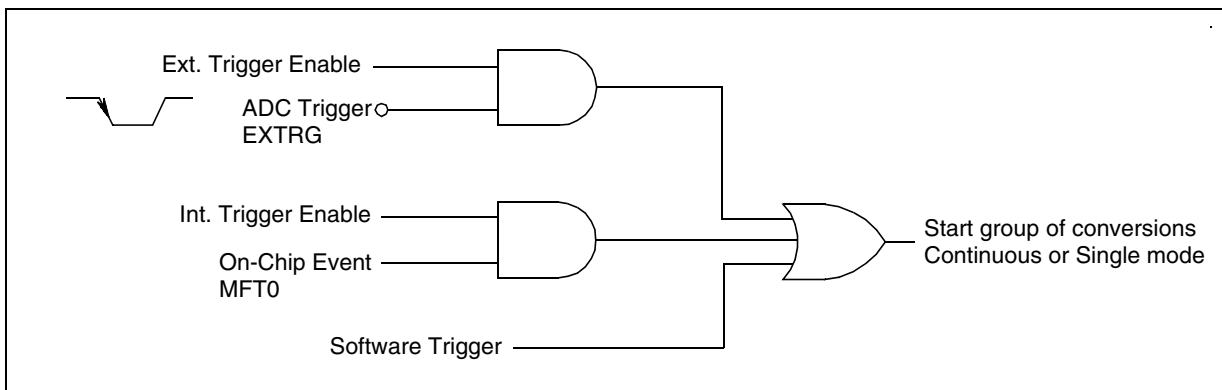 Ext. Trigger Enable
ADC Trigger
EXTRG
Int. Trigger Enable
On-Chip Event
MFT0
Software Trigger
Start group of conversions
Continuous or Single mode